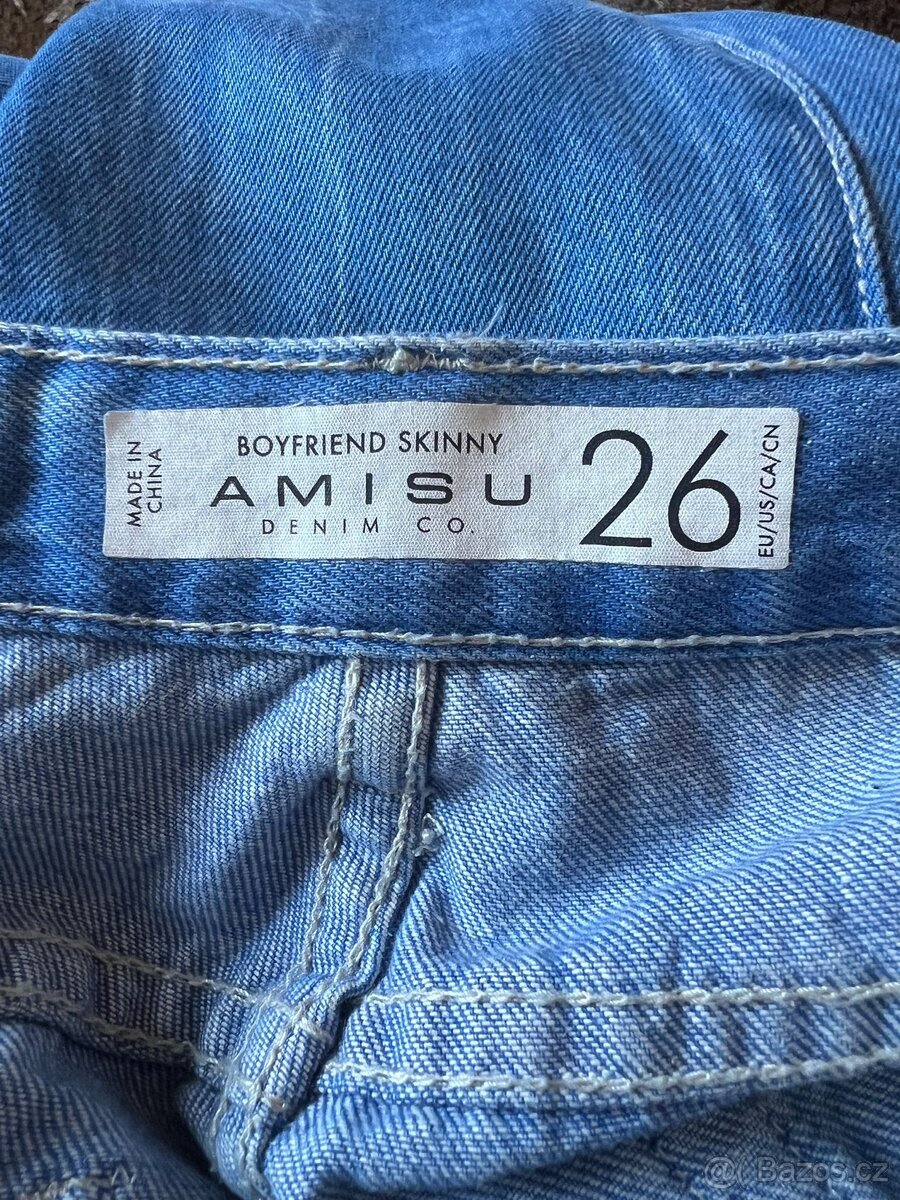 MADE IN
CHINA
BOYFRIEND SKINNY
AMISU
DENIM CO.
26
EU/US/CA/CN
@ Bazos.cz